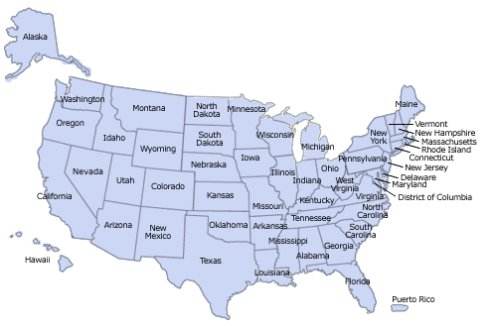 Alaska
Washington
Montana
North
Dakota
Minnesota
Maine
Oregon
Idaho
Wyoming
South
Dakota
Wisconsin
Michigan
New
York
Vermont
New Hampshire
Massachusetts
Rhode Island
Connecticut
Nevada
Utah
Colorado
Nebraska
Iowa
Illinois
Indiana
Ohio
Pennsylvania
New Jersey
Delaware
Maryland
District of Columbia
California
Kansas
Missouri
Kentucky
West
Virginia
Virginia
Arizona
New
Mexico
Oklahoma
Arkansas
Tennessee
North
Carolina
South
Carolina
Texas
Louisiana
Mississippi
Alabama
Georgia
Florida
Hawaii
Puerto Rico